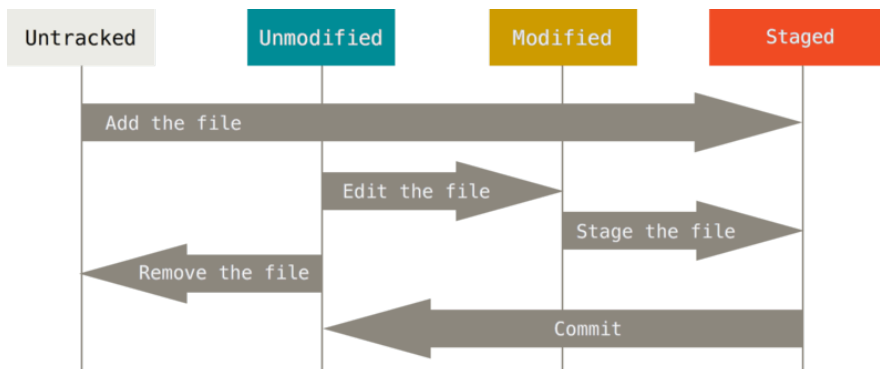 Untracked
Unmodified
Modified
Staged
Add the file
Edit the file
Stage the file
Remove the file
Commit